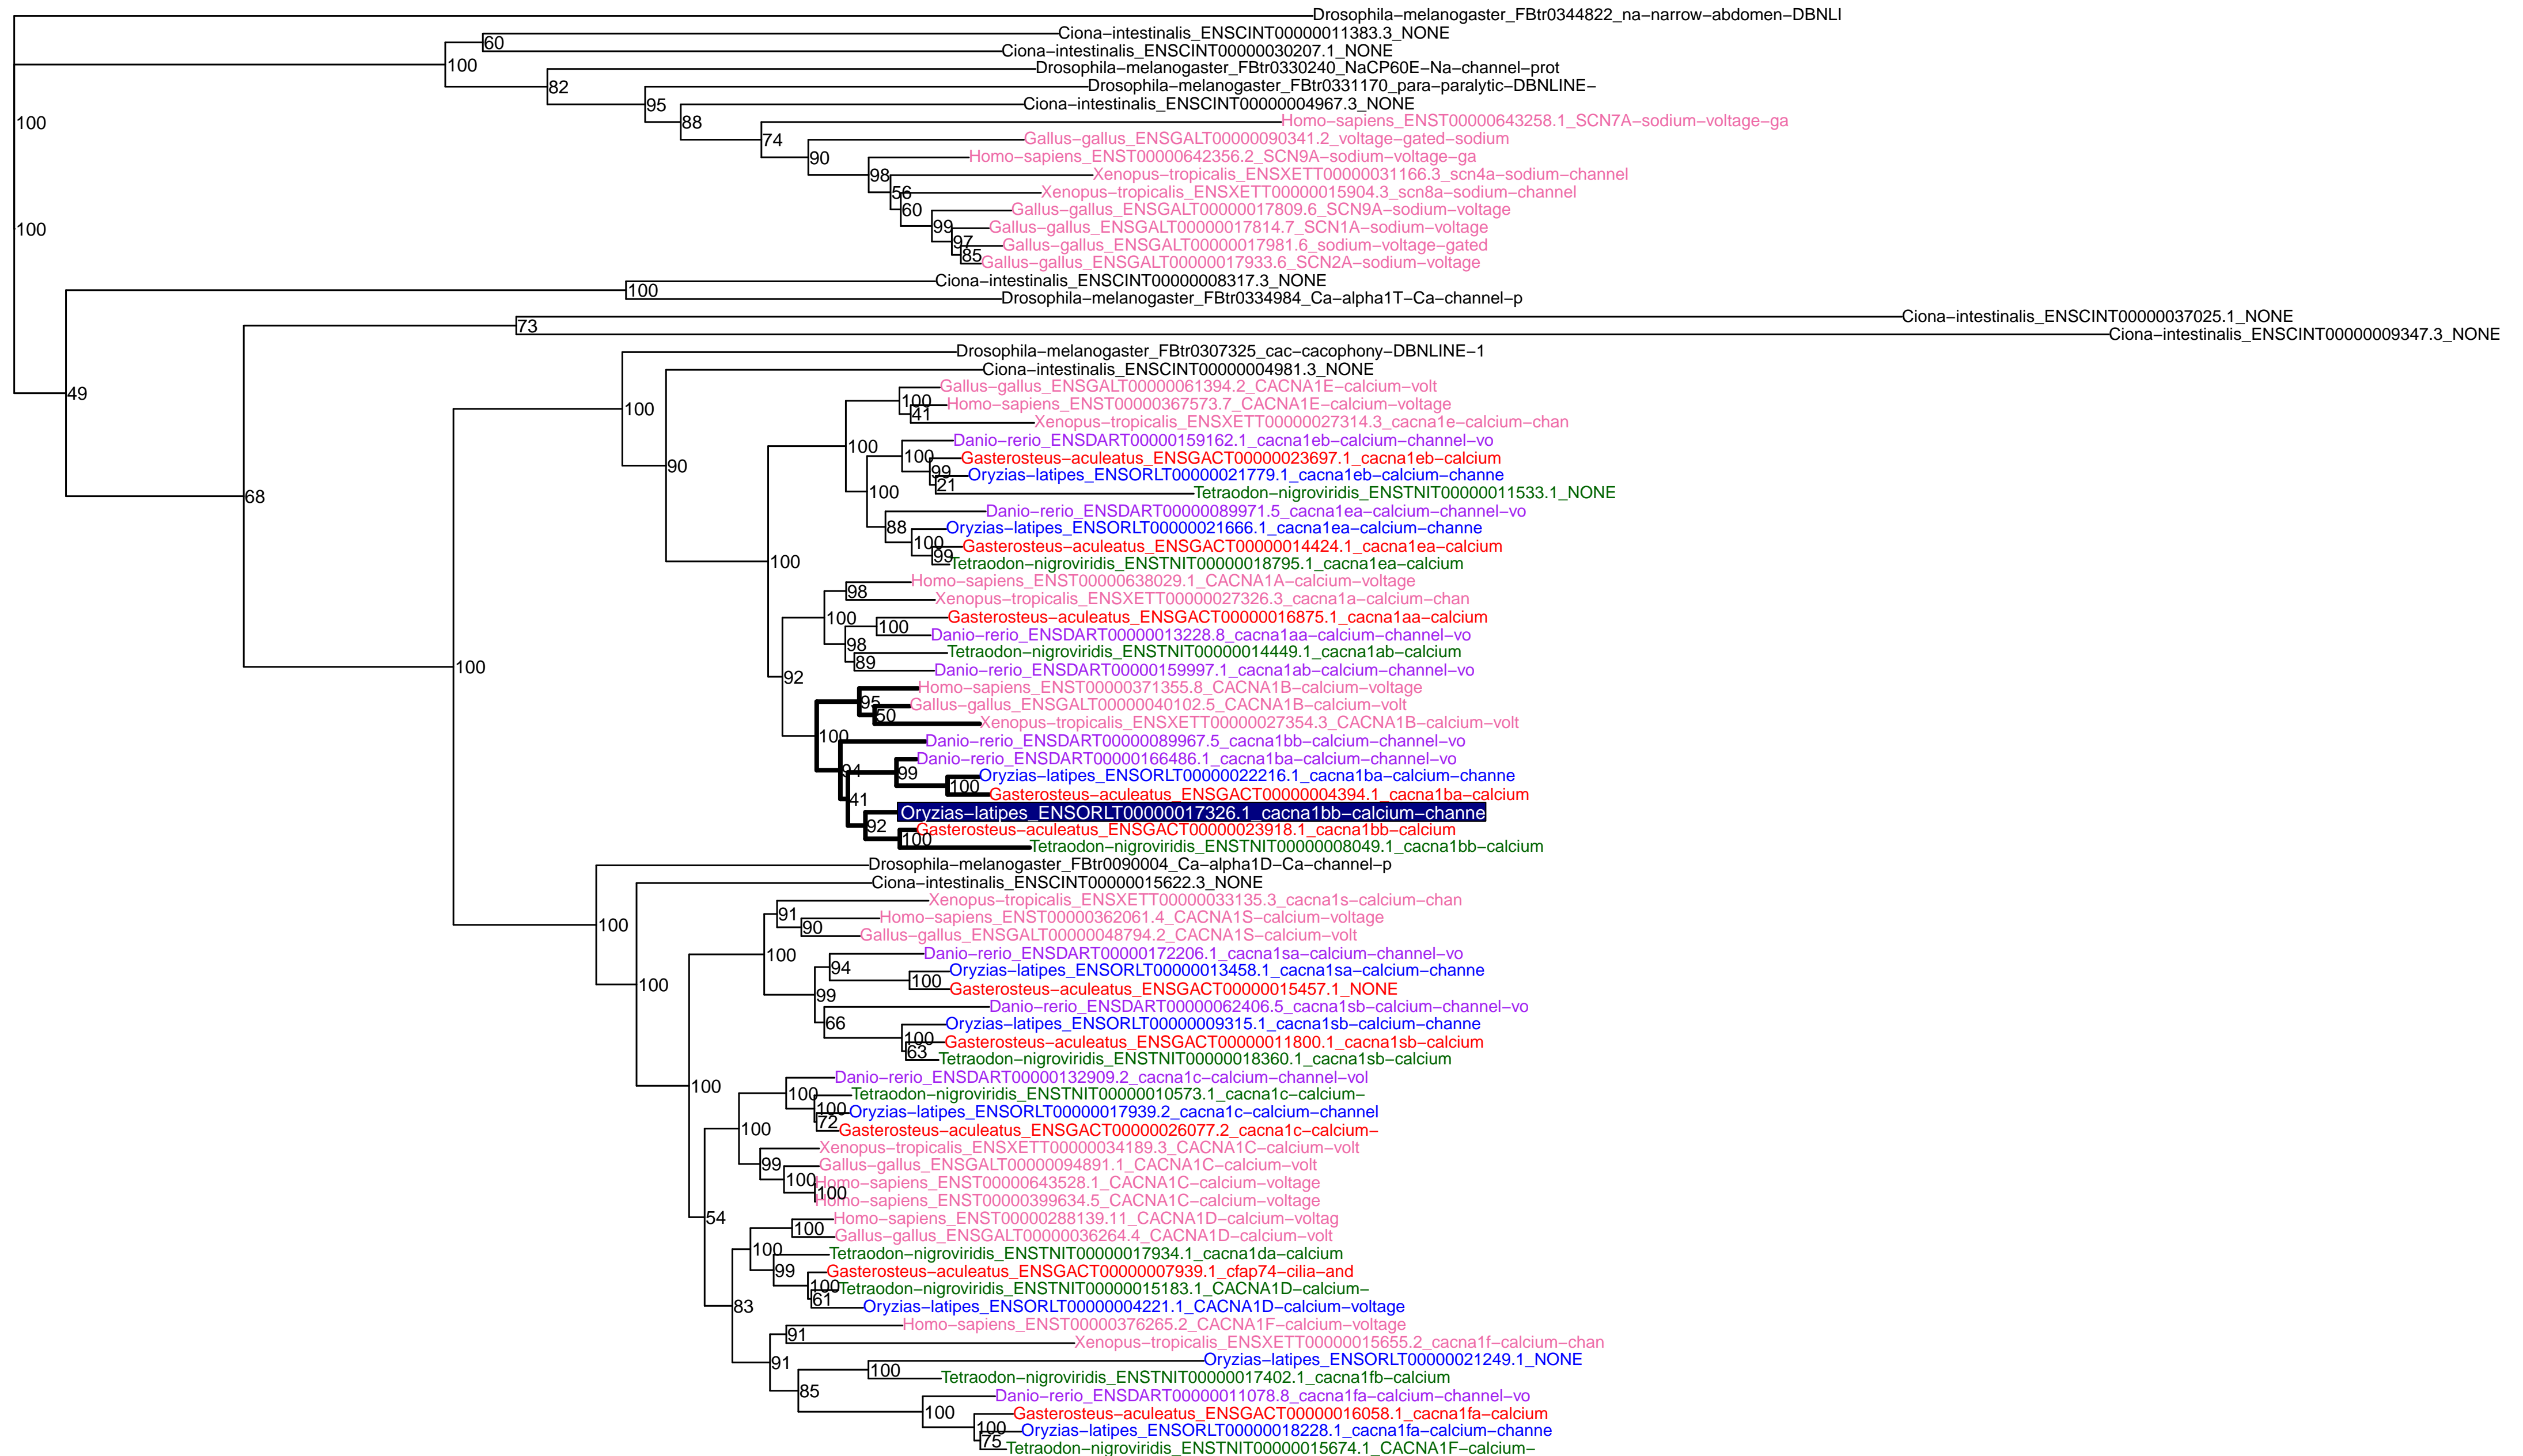 Drosophila−melanogaster_FBtr0344822_na−narrow−abdomen−DBNLI
Ciona−intestinalis_ENSCINT00000011383.3_NONE
60
Ciona−intestinalis_ENSCINT00000030207.1_NONE
100
Drosophila−melanogaster_FBtr0330240_NaCP60E−Na−channel−prot
82
Drosophila−melanogaster_FBtr0331170_para−paralytic−DBNLINE−
95
Ciona−intestinalis_ENSCINT00000004967.3_NONE
100
88
Homo−sapiens_ENST00000643258.1_SCN7A−sodium−voltage−ga
74
Gallus−gallus_ENSGALT00000090341.2_voltage−gated−sodium
90
Homo−sapiens_ENST00000642356.2_SCN9A−sodium−voltage−ga
98
Xenopus−tropicalis_ENSXETT00000031166.3_scn4a−sodium−channel
56
Xenopus−tropicalis_ENSXETT00000015904.3_scn8a−sodium−channel
60
Gallus−gallus_ENSGALT00000017809.6_SCN9A−sodium−voltage
100
99
Gallus−gallus_ENSGALT00000017814.7_SCN1A−sodium−voltage
97
Gallus−gallus_ENSGALT00000017981.6_sodium−voltage−gated
85
Gallus−gallus_ENSGALT00000017933.6_SCN2A−sodium−voltage
Ciona−intestinalis_ENSCINT00000008317.3_NONE
100
Drosophila−melanogaster_FBtr0334984_Ca−alpha1T−Ca−channel−p
Ciona−intestinalis_ENSCINT00000037025.1_NONE
73
Ciona−intestinalis_ENSCINT00000009347.3_NONE
Drosophila−melanogaster_FBtr0307325_cac−cacophony−DBNLINE−1
Ciona−intestinalis_ENSCINT00000004981.3_NONE
Gallus−gallus_ENSGALT00000061394.2_CACNA1E−calcium−volt
49
100
Homo−sapiens_ENST00000367573.7_CACNA1E−calcium−voltage
100
41
Xenopus−tropicalis_ENSXETT00000027314.3_cacna1e−calcium−chan
Danio−rerio_ENSDART00000159162.1_cacna1eb−calcium−channel−vo
100
100
Gasterosteus−aculeatus_ENSGACT00000023697.1_cacna1eb−calcium
90
99
Oryzias−latipes_ENSORLT00000021779.1_cacna1eb−calcium−channe
21
100
Tetraodon−nigroviridis_ENSTNIT00000011533.1_NONE
68
Danio−rerio_ENSDART00000089971.5_cacna1ea−calcium−channel−vo
88
Oryzias−latipes_ENSORLT00000021666.1_cacna1ea−calcium−channe
100
Gasterosteus−aculeatus_ENSGACT00000014424.1_cacna1ea−calcium
99
100
Tetraodon−nigroviridis_ENSTNIT00000018795.1_cacna1ea−calcium
Homo−sapiens_ENST00000638029.1_CACNA1A−calcium−voltage
98
Xenopus−tropicalis_ENSXETT00000027326.3_cacna1a−calcium−chan
100
Gasterosteus−aculeatus_ENSGACT00000016875.1_cacna1aa−calcium
100
Danio−rerio_ENSDART00000013228.8_cacna1aa−calcium−channel−vo
98
Tetraodon−nigroviridis_ENSTNIT00000014449.1_cacna1ab−calcium
89
100
Danio−rerio_ENSDART00000159997.1_cacna1ab−calcium−channel−vo
92
Homo−sapiens_ENST00000371355.8_CACNA1B−calcium−voltage
95
Gallus−gallus_ENSGALT00000040102.5_CACNA1B−calcium−volt
50
Xenopus−tropicalis_ENSXETT00000027354.3_CACNA1B−calcium−volt
100
Danio−rerio_ENSDART00000089967.5_cacna1bb−calcium−channel−vo
Danio−rerio_ENSDART00000166486.1_cacna1ba−calcium−channel−vo
94
99
Oryzias−latipes_ENSORLT00000022216.1_cacna1ba−calcium−channe
100
Gasterosteus−aculeatus_ENSGACT00000004394.1_cacna1ba−calcium
41
Oryzias−latipes_ENSORLT00000017326.1_cacna1bb−calcium−channe
92
Gasterosteus−aculeatus_ENSGACT00000023918.1_cacna1bb−calcium
100
Tetraodon−nigroviridis_ENSTNIT00000008049.1_cacna1bb−calcium
Drosophila−melanogaster_FBtr0090004_Ca−alpha1D−Ca−channel−p
Ciona−intestinalis_ENSCINT00000015622.3_NONE
Xenopus−tropicalis_ENSXETT00000033135.3_cacna1s−calcium−chan
91
100
Homo−sapiens_ENST00000362061.4_CACNA1S−calcium−voltage
90
Gallus−gallus_ENSGALT00000048794.2_CACNA1S−calcium−volt
100
Danio−rerio_ENSDART00000172206.1_cacna1sa−calcium−channel−vo
94
Oryzias−latipes_ENSORLT00000013458.1_cacna1sa−calcium−channe
100
100
Gasterosteus−aculeatus_ENSGACT00000015457.1_NONE
99
Danio−rerio_ENSDART00000062406.5_cacna1sb−calcium−channel−vo
66
Oryzias−latipes_ENSORLT00000009315.1_cacna1sb−calcium−channe
100
Gasterosteus−aculeatus_ENSGACT00000011800.1_cacna1sb−calcium
63
Tetraodon−nigroviridis_ENSTNIT00000018360.1_cacna1sb−calcium
100
Danio−rerio_ENSDART00000132909.2_cacna1c−calcium−channel−vol
100
Tetraodon−nigroviridis_ENSTNIT00000010573.1_cacna1c−calcium−
100
Oryzias−latipes_ENSORLT00000017939.2_cacna1c−calcium−channel
72
100
Gasterosteus−aculeatus_ENSGACT00000026077.2_cacna1c−calcium−
Xenopus−tropicalis_ENSXETT00000034189.3_CACNA1C−calcium−volt
99
Gallus−gallus_ENSGALT00000094891.1_CACNA1C−calcium−volt
100
Homo−sapiens_ENST00000643528.1_CACNA1C−calcium−voltage
100
Homo−sapiens_ENST00000399634.5_CACNA1C−calcium−voltage
54
Homo−sapiens_ENST00000288139.11_CACNA1D−calcium−voltag
100
Gallus−gallus_ENSGALT00000036264.4_CACNA1D−calcium−volt
100
Tetraodon−nigroviridis_ENSTNIT00000017934.1_cacna1da−calcium
99
Gasterosteus−aculeatus_ENSGACT00000007939.1_cfap74−cilia−and
100
Tetraodon−nigroviridis_ENSTNIT00000015183.1_CACNA1D−calcium−
61
83
Oryzias−latipes_ENSORLT00000004221.1_CACNA1D−calcium−voltage
Homo−sapiens_ENST00000376265.2_CACNA1F−calcium−voltage
91
Xenopus−tropicalis_ENSXETT00000015655.2_cacna1f−calcium−chan
91
Oryzias−latipes_ENSORLT00000021249.1_NONE
100
Tetraodon−nigroviridis_ENSTNIT00000017402.1_cacna1fb−calcium
85
Danio−rerio_ENSDART00000011078.8_cacna1fa−calcium−channel−vo
100
Gasterosteus−aculeatus_ENSGACT00000016058.1_cacna1fa−calcium
100
Oryzias−latipes_ENSORLT00000018228.1_cacna1fa−calcium−channe
75
Tetraodon−nigroviridis_ENSTNIT00000015674.1_CACNA1F−calcium−